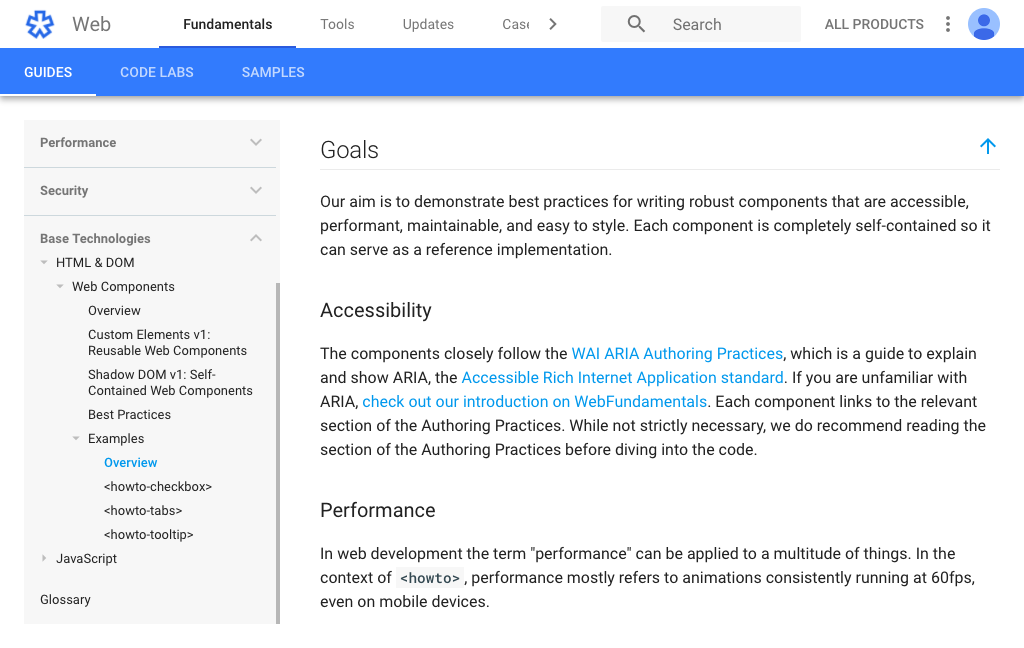 Web
Fundamentals
Tools
Updates
Case
Search
ALL PRODUCTS
GUIDES
CODE LABS
SAMPLES
Performance
Security
Base Technologies
HTML & DOM
Web Components
Overview
Custom Elements v1:
Reusable Web Components
Shadow DOM v1: Self-
Contained Web Components
Best Practices
Examples
Overview
<howto-checkbox>
<howto-tabs>
<howto-tooltip>
JavaScript
Glossary
Goals
Our aim is to demonstrate best practices for writing robust components that are accessible,
performant, maintainable, and easy to style. Each component is completely self-contained so it
can serve as a reference implementation.
Accessibility
The components closely follow the WAI ARIA Authoring Practices, which is a guide to explain
and show ARIA, the Accessible Rich Internet Application standard. If you are unfamiliar with
ARIA, check out our introduction on WebFundamentals. Each component links to the relevant
section of the Authoring Practices. While not strictly necessary, we do recommend reading the
section of the Authoring Practices before diving into the code.
Performance
In web development the term "performance" can be applied to a multitude of things. In the
context of <howto>, performance mostly refers to animations consistently running at 60fps,
even on mobile devices.